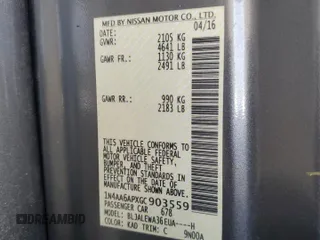 MFD BY NISSAN MOTOR CO., LTD.
DATE: 04/16
GVWR: 2105 KG
4641 LB
GAWR FR.: 1130 KG
2491 LB
GAWR RR.: 990 KG
2183 LB
THIS VEHICLE CONFORMS TO ALL
APPLICABLE FEDERAL MOTOR
VEHICLE SAFETY, BUMPER, AND
THEFT PREVENTION STANDARDS
IN EFFECT ON THE DATE OF
MANUFACTURE SHOWN ABOVE.
1N4AA6APXGC903559
PASSENGER CAR 678
MODEL: BLJALEWA36EUA----H
COLOR: KAD TRIM: C 9N00A